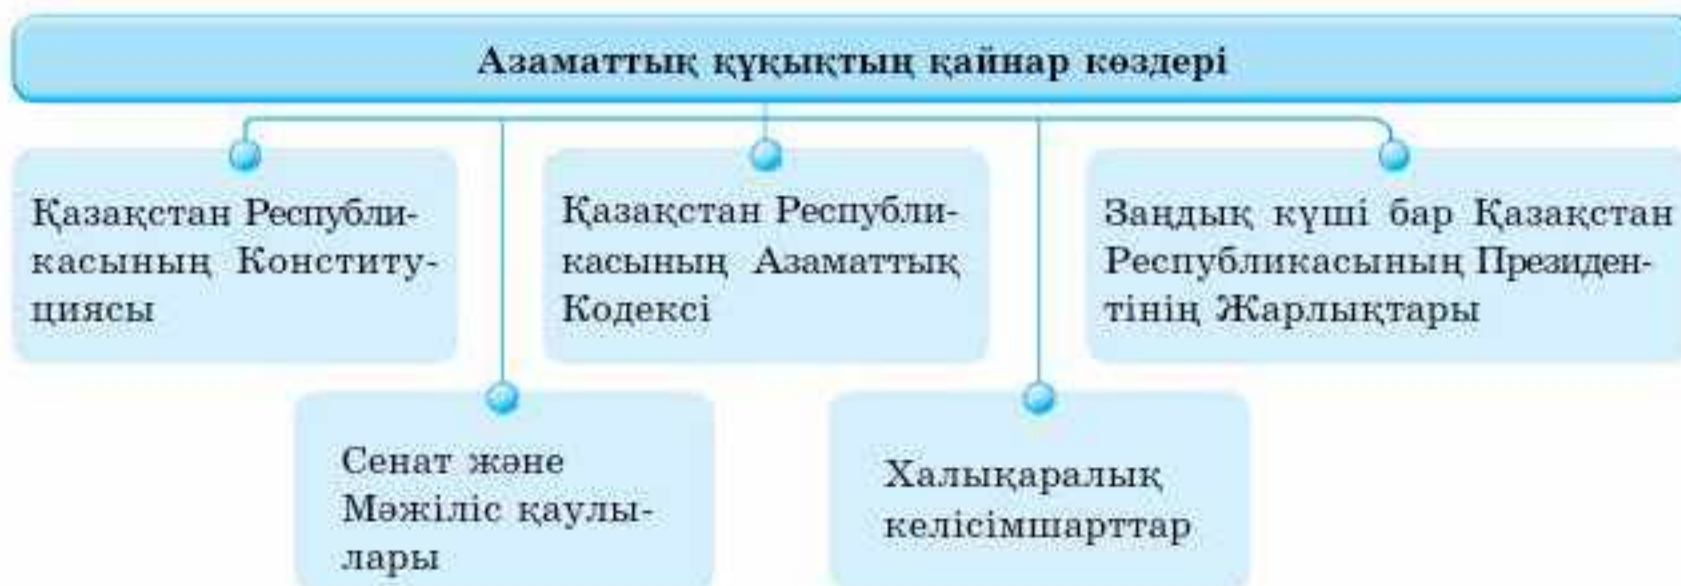 Азаматтық құқықтың қайнар көздері
Қазақстан Республи-
касының Конститу-
циясы
Қазақстан Республи-
касының Азаматтық
Кодексі
Заңдық күші бар Қазақстан
Республикасының Президен-
тінің Жарлықтары
Сенат және
Мәжіліс қаулы-
лары
Халықаралық
келісімшарттар